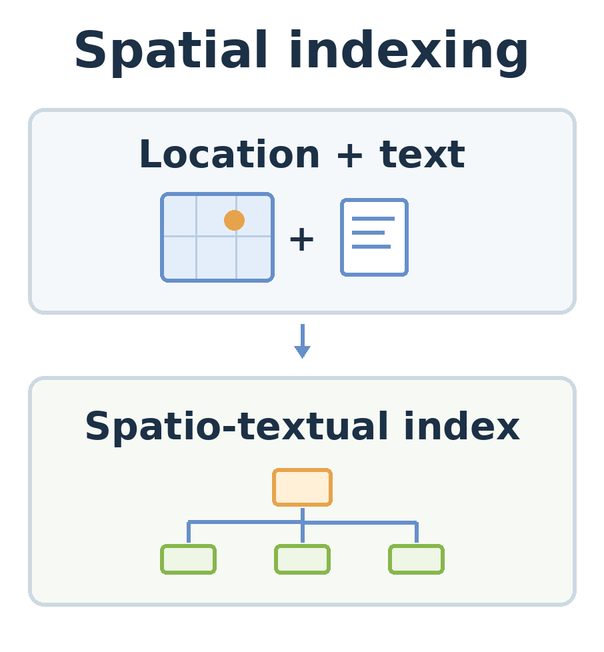 Spatial indexing
Location + text
+
Spatio-textual index